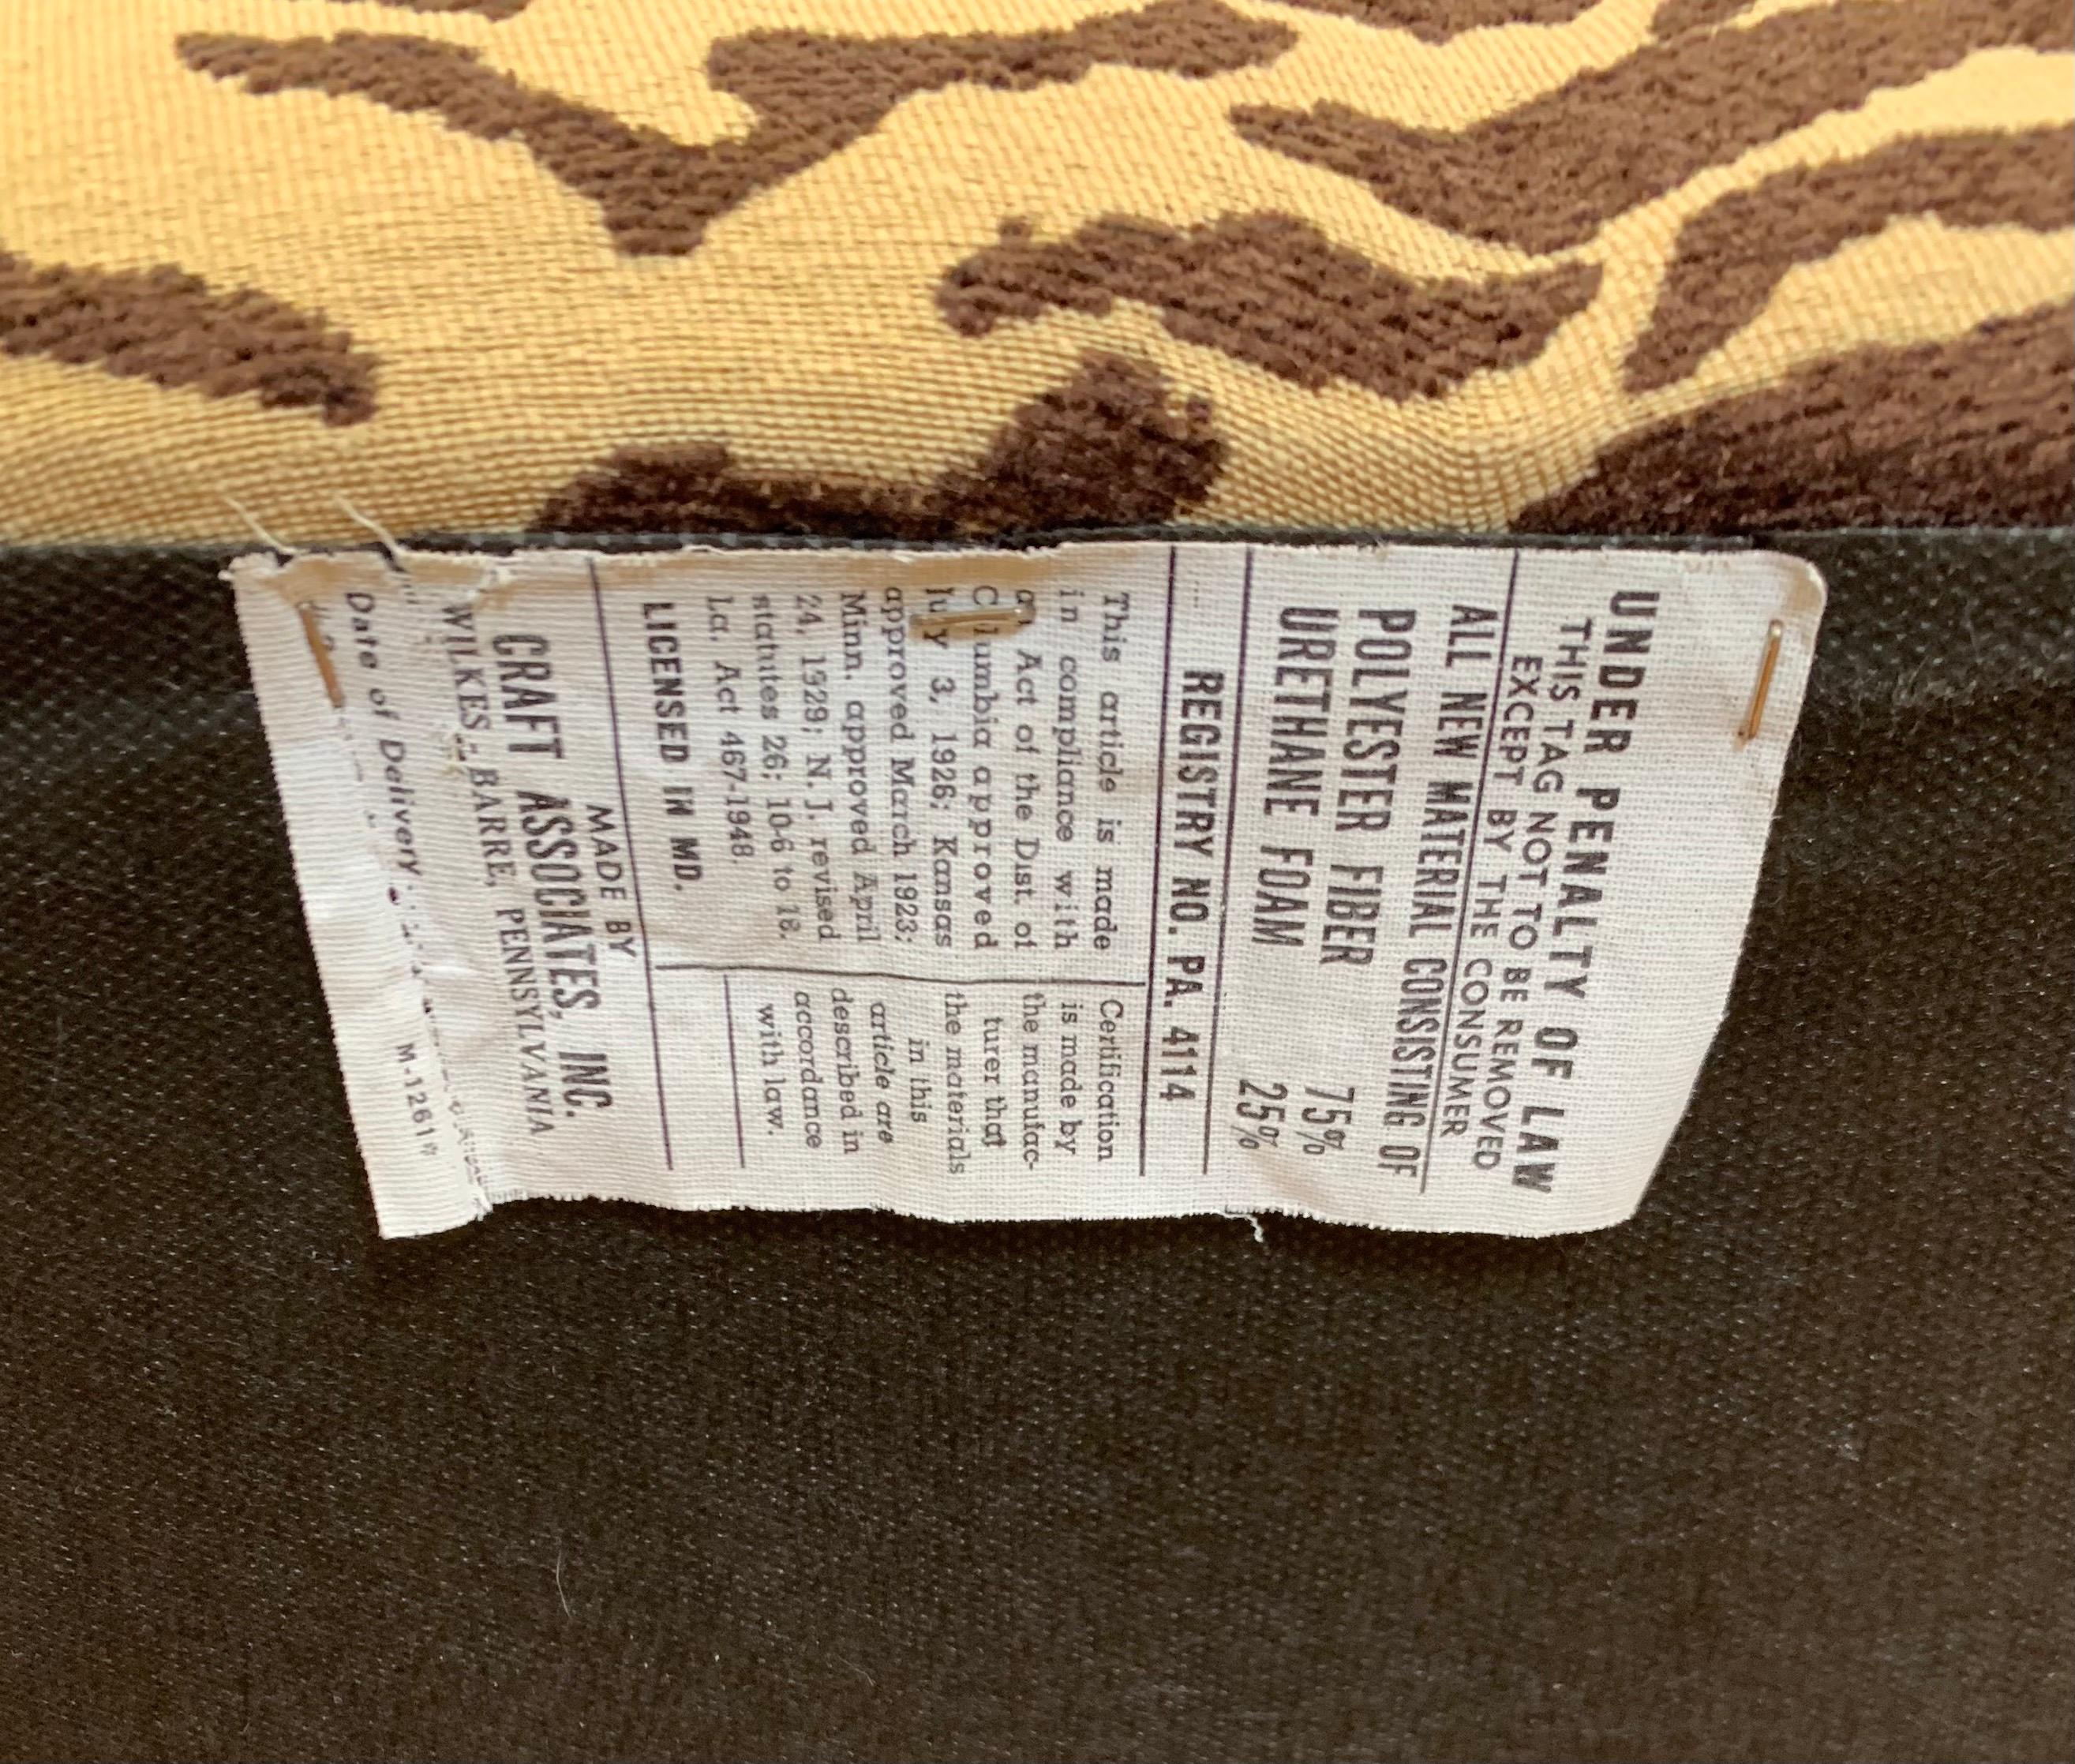 UNDER PENALTY OF LAW
THIS TAG NOT TO BE REMOVED
EXCEPT BY THE CONSUMER
ALL NEW MATERIAL CONSISTING OF
POLYESTER FIBER 75%
URETHANE FOAM 25%
REGISTRY NO. PA. 4114
This article is made
in compliance with
Act of the Dist. of
approved
3, 1926; Kansas
approved March 1923;
Minn. approved April
24, 1929; N.J. revised
statutes 26; 10-6 to 18.
La. Act 467-1948
LICENSED IN MD.
Certification
is made by
the manufac-
turer that
the materials
in this
article are
described in
accordance
with law.
MADE BY
CRAFT ASSOCIATES, INC.
WILKES-BARRE, PENNSYLVANIA
Date of Delivery
M-1261